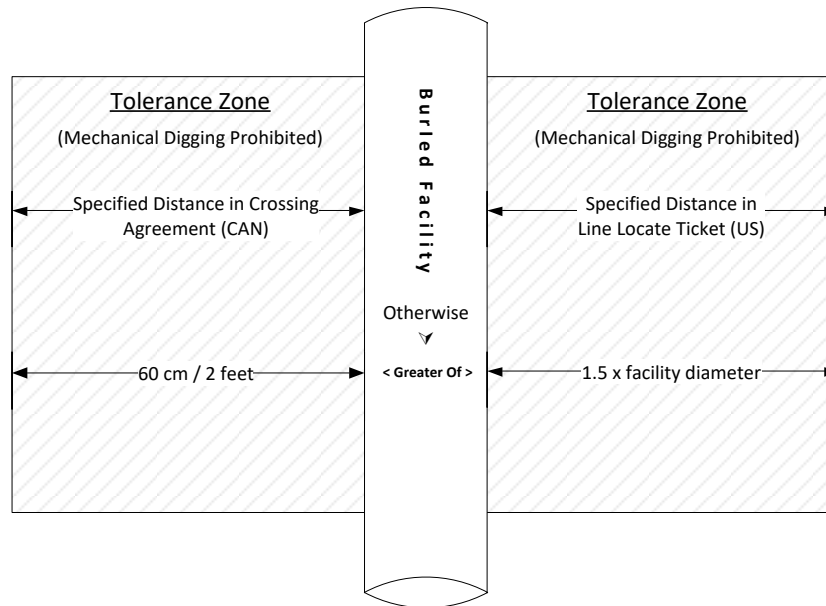 Tolerance Zone
(Mechanical Digging Prohibited)
Specified Distance in Crossing
Agreement (CAN)
60 cm / 2 feet
Buried Facility
Otherwise
< Greater Of >
Tolerance Zone
(Mechanical Digging Prohibited)
Specified Distance in
Line Locate Ticket (US)
1.5 x facility diameter